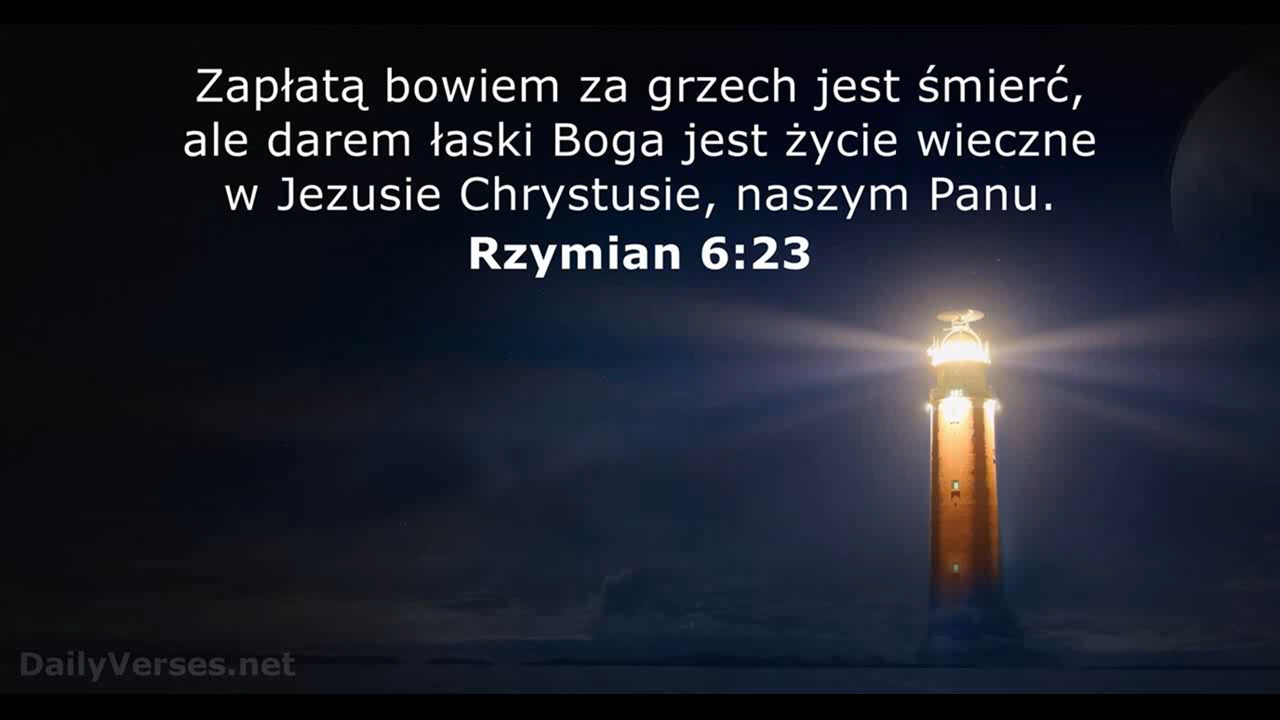 Zapłatą bowiem za grzech jest śmierć,
ale darem łaski Boga jest życie wieczne
w Jezusie Chrystusie, naszym Panu.
Rzymian 6:23
DailyVerses.net